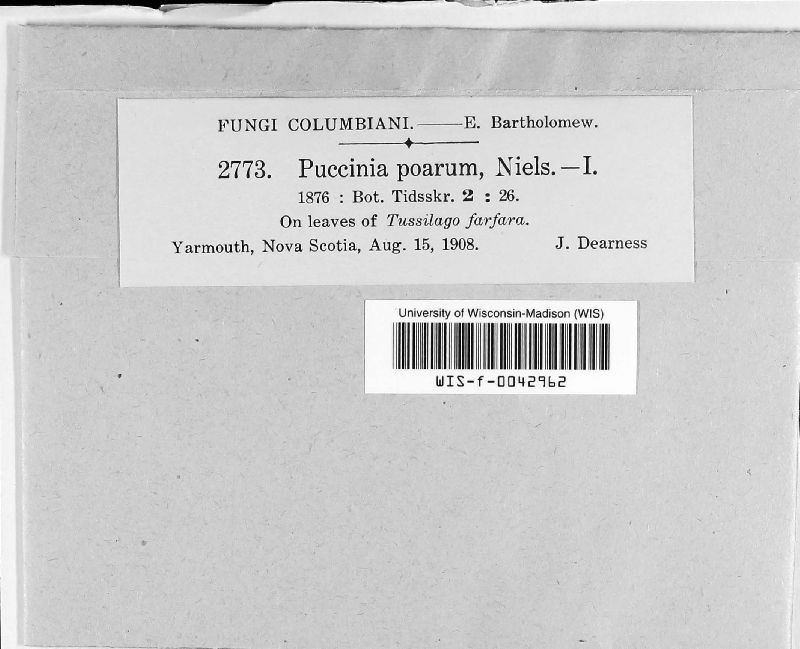 FUNGI COLUMBIANI.——E. Bartholomew.
2773. Puccinia poarum, Niels.—I.
1876 : Bot. Tidsskr. 2 : 26.
On leaves of Tussilago farfara.
Yarmouth, Nova Scotia, Aug. 15, 1908. J. Dearness
University of Wisconsin-Madison (WIS)
WIS-f-0042962